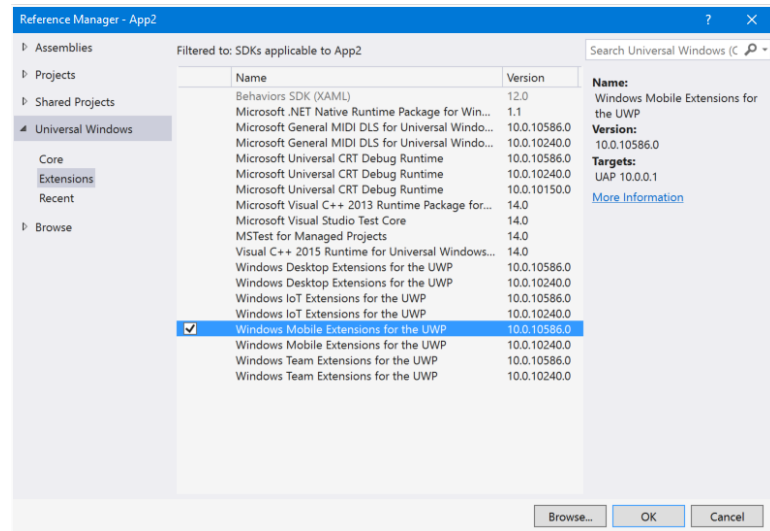 Reference Manager - App2
Assemblies
Projects
Shared Projects
Universal Windows
Core
Extensions
Recent
Browse
Filtered to: SDKs applicable to App2
Search Universal Windows (C
Name Version
Behaviors SDK (XAML) 12.0
Microsoft .NET Native Runtime Package for Win... 1.1
Microsoft General MIDI DLS for Universal Windo... 10.0.10586.0
Microsoft General MIDI DLS for Universal Windo... 10.0.10240.0
Microsoft Universal CRT Debug Runtime 10.0.10586.0
Microsoft Universal CRT Debug Runtime 10.0.10240.0
Microsoft Universal CRT Debug Runtime 10.0.10150.0
Microsoft Visual C++ 2013 Runtime Package for... 14.0
Microsoft Visual Studio Test Core 14.0
MSTest for Managed Projects 14.0
Visual C++ 2015 Runtime for Universal Windows... 14.0
Windows Desktop Extensions for the UWP 10.0.10586.0
Windows Desktop Extensions for the UWP 10.0.10240.0
Windows IoT Extensions for the UWP 10.0.10586.0
Windows IoT Extensions for the UWP 10.0.10240.0
Windows Mobile Extensions for the UWP 10.0.10586.0
Windows Mobile Extensions for the UWP 10.0.10240.0
Windows Team Extensions for the UWP 10.0.10586.0
Windows Team Extensions for the UWP 10.0.10240.0
Name:
Windows Mobile Extensions for
the UWP
Version:
10.0.10586.0
Targets:
UAP 10.0.0.1
More Information
Browse... OK Cancel